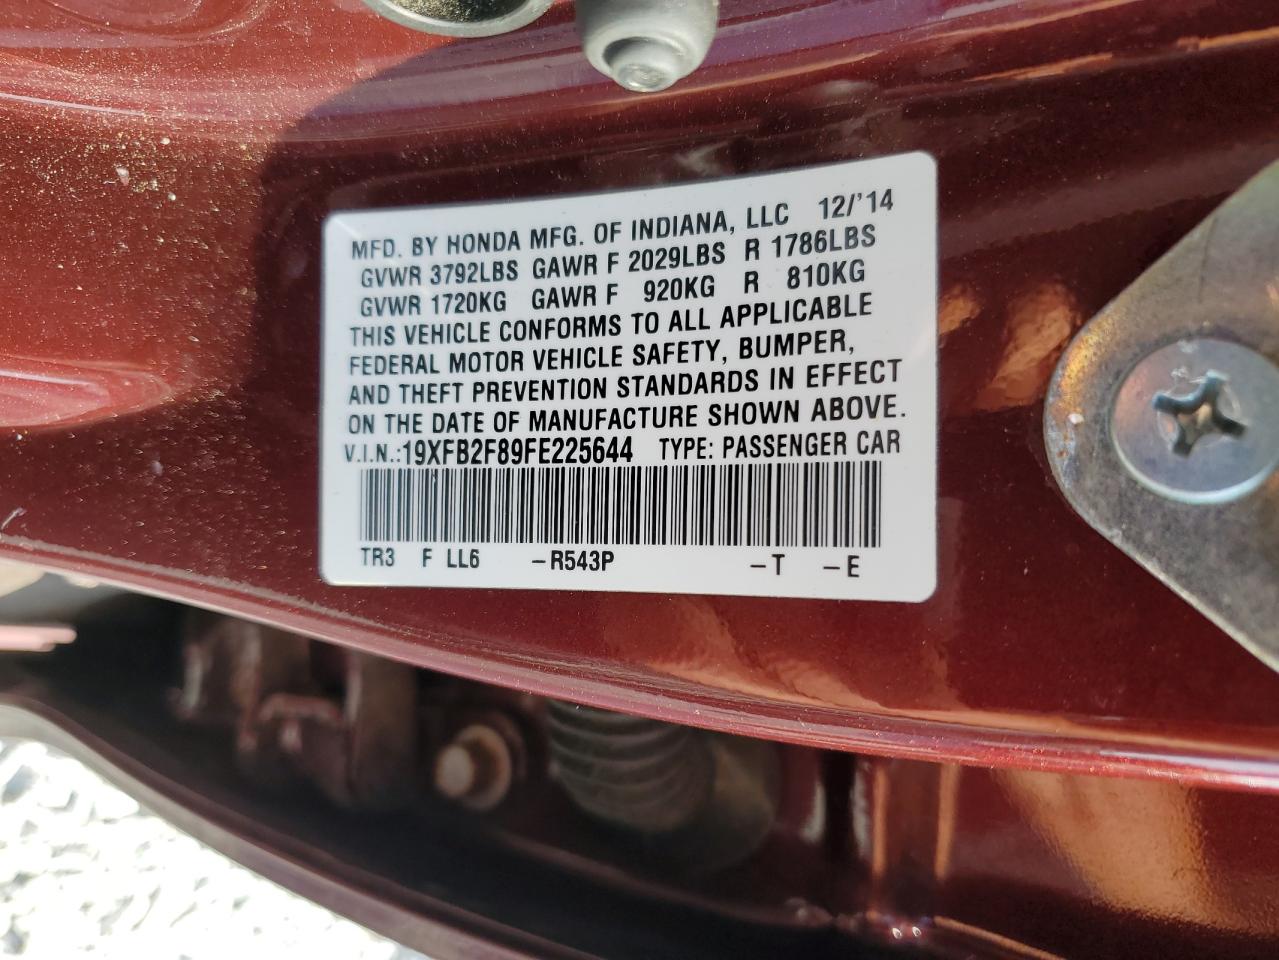 MFD. BY HONDA MFG. OF INDIANA, LLC 12/'14
GVWR 3792LBS GAWR F 2029LBS R 1786LBS
GVWR 1720KG GAWR F 920KG R 810KG
THIS VEHICLE CONFORMS TO ALL APPLICABLE
FEDERAL MOTOR VEHICLE SAFETY, BUMPER,
AND THEFT PREVENTION STANDARDS IN EFFECT
ON THE DATE OF MANUFACTURE SHOWN ABOVE.
V.I.N.:19XFB2F89FE225644 TYPE: PASSENGER CAR
TR3 F LL6 -R543P -T -E